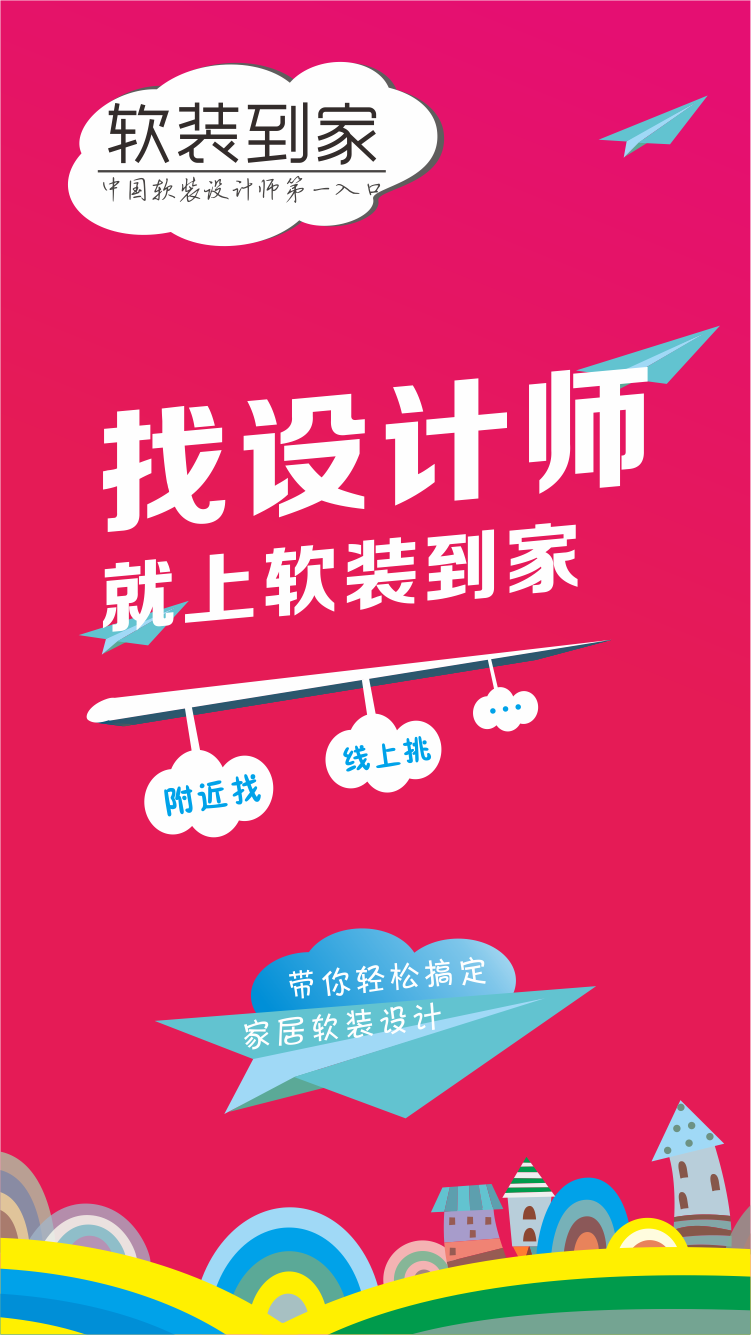 软装到家
中国软装设计师第一入口
找设计师
就上软装到家
附近找
线上挑
...
带你轻松搞定
家居软装设计